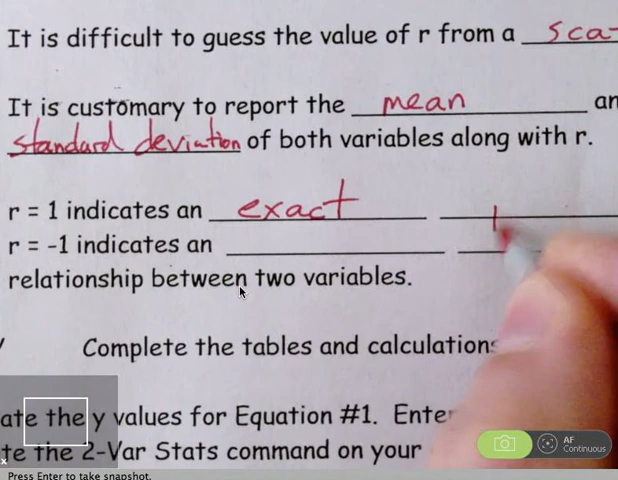 It is difficult to guess the value of r from a sca
It is customary to report the mean an
standard deviation of both variables along with r.
r = 1 indicates an exact
r = -1 indicates an
relationship between two variables.
Complete the tables and calculations
ate the y values for Equation #1. Enter
te the 2-Var Stats command on your
AF
Continuous
Press Enter to take snapshot.